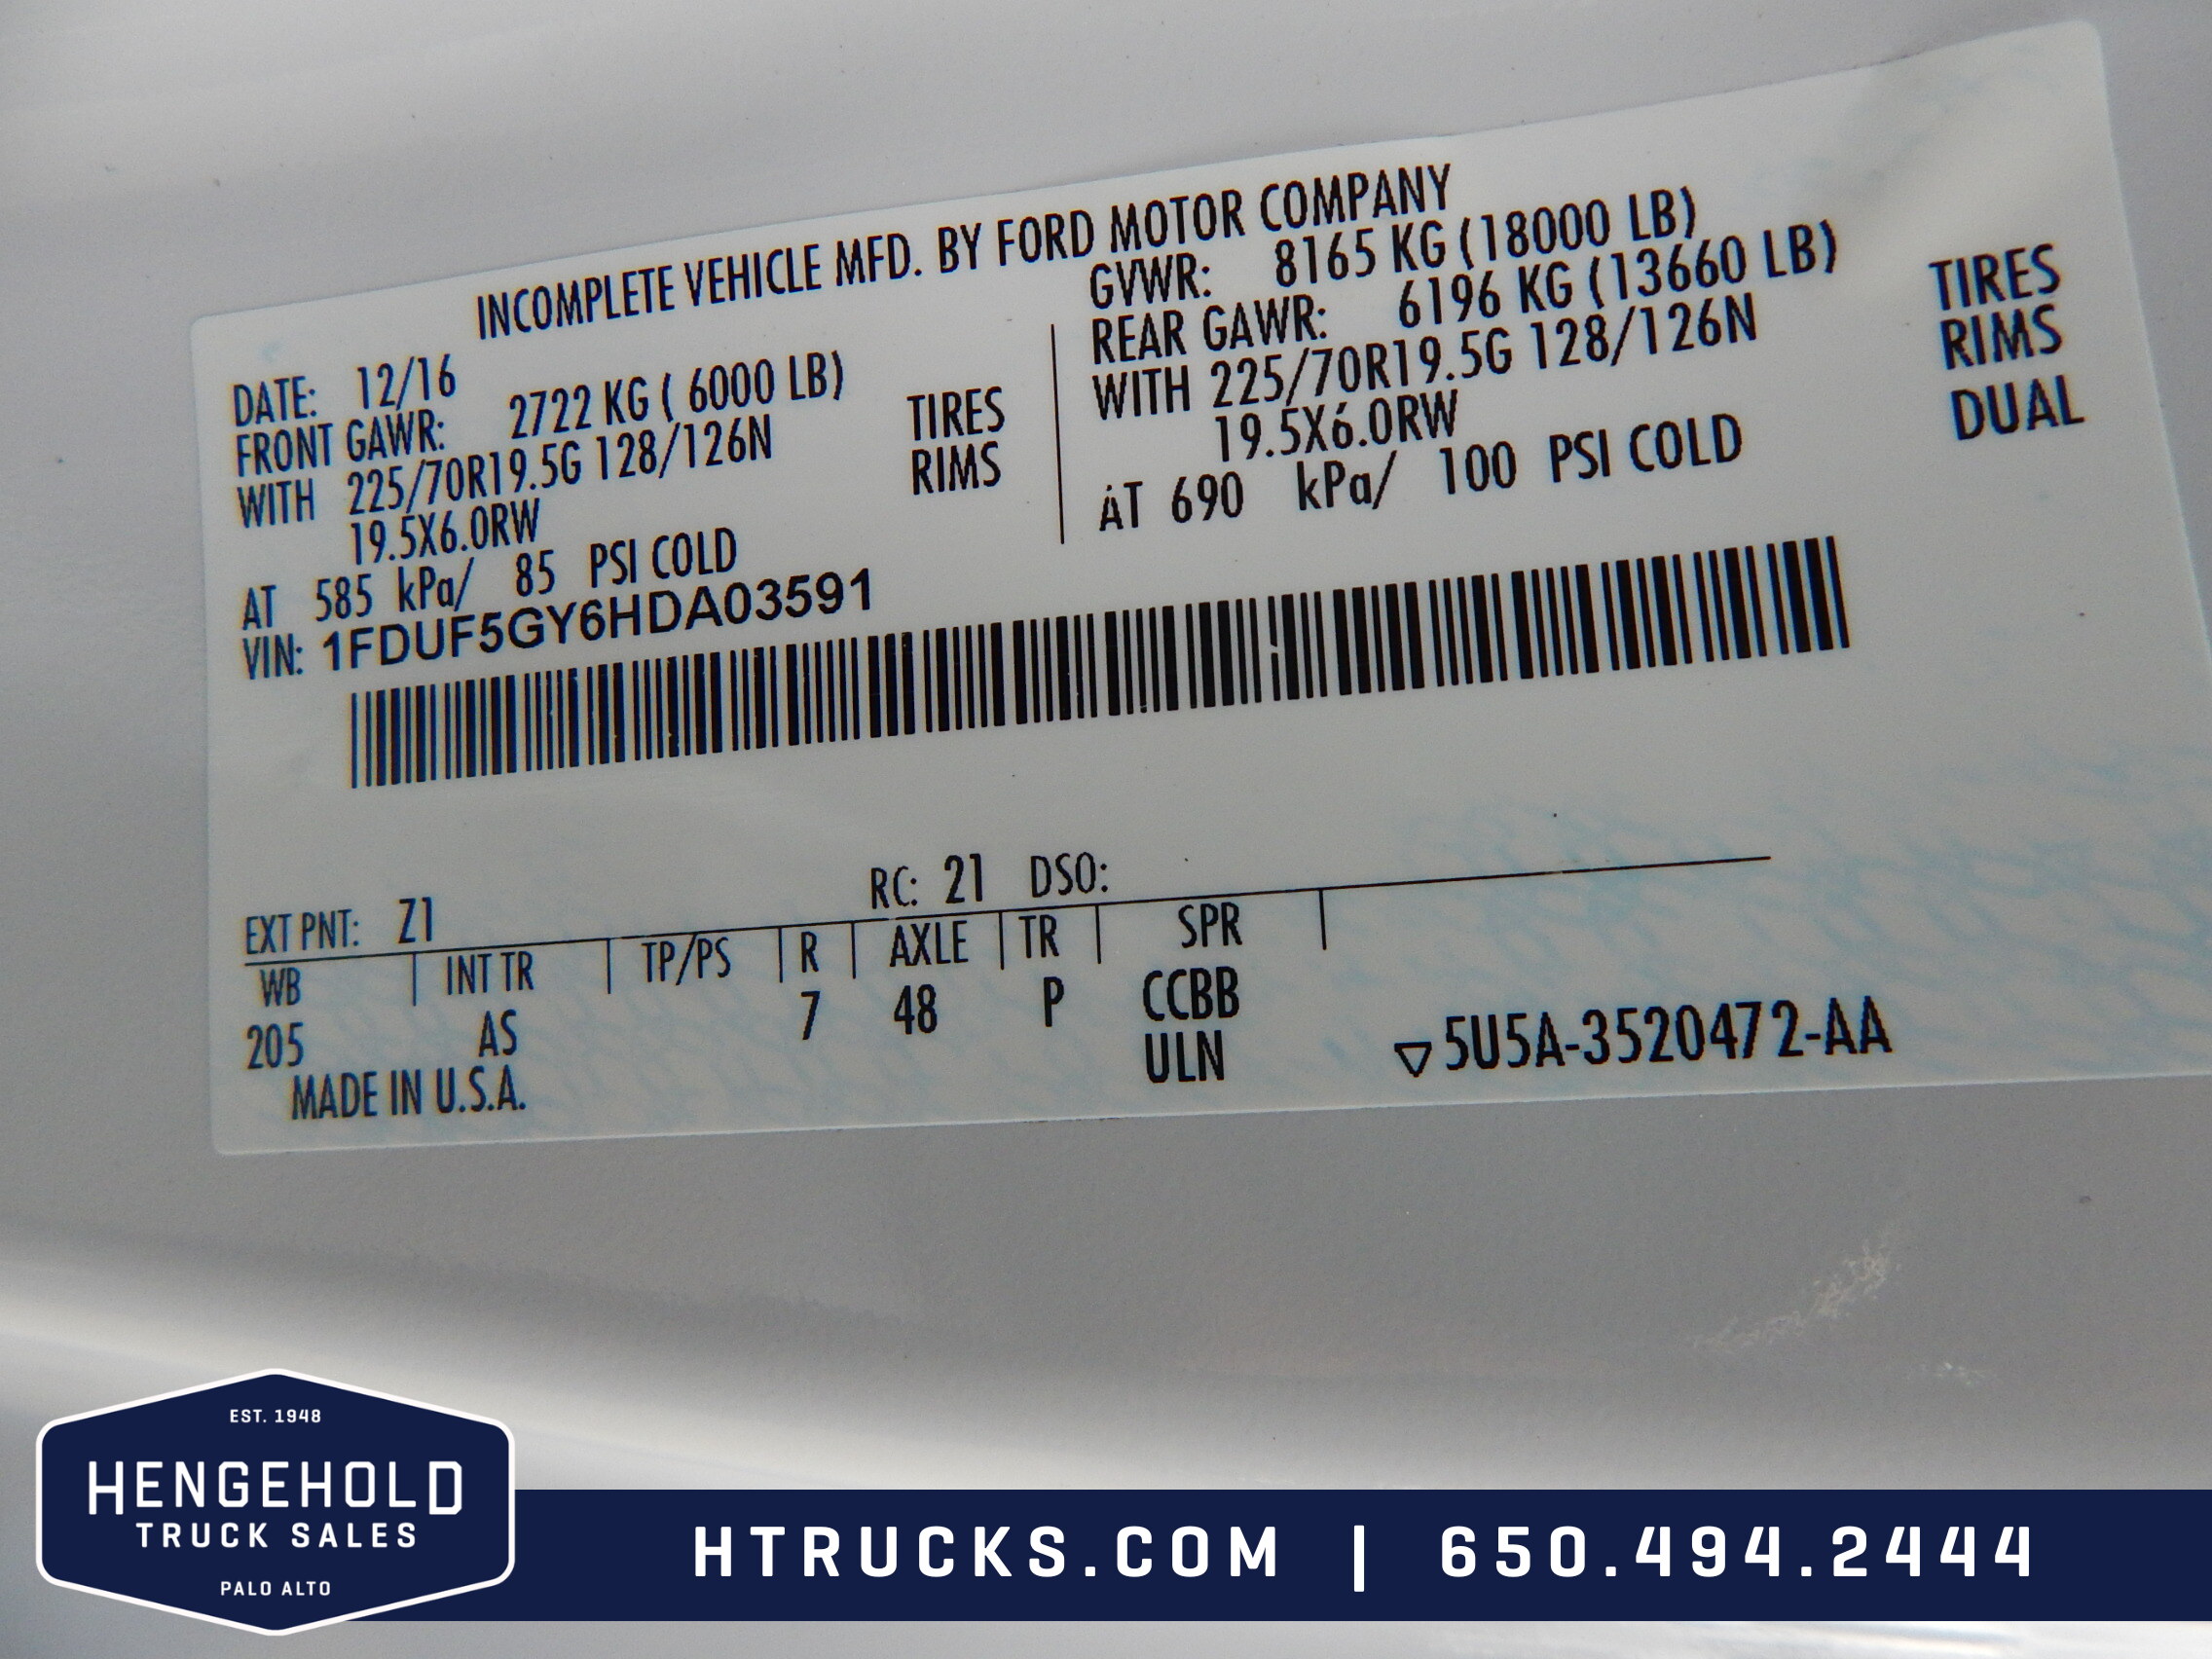 INCOMPLETE VEHICLE MFD. BY FORD MOTOR COMPANY
DATE: 12/16
FRONT GAWR: 2722 KG ( 6000 LB)
WITH 225/70R19.5G 128/126N TIRES
19.5X6.0RW RIMS
AT 585 kPa/ 85 PSI COLD
GVWR: 8165 KG (18000 LB)
REAR GAWR: 6196 KG (13660 LB)
WITH 225/70R19.5G 128/126N TIRES
19.5X6.0RW RIMS
AT 690 kPa/ 100 PSI COLD DUAL
VIN: 1FDUF5GY6HDA03591
EXT PNT: Z1 RC: 21 DSO:
WB INT TR TP/PS R AXLE TR SPR
205 AS 7 48 P CCBB
ULN ▽5U5A-3520472-AA
MADE IN U.S.A.
EST. 1948
HENGEHOLD
TRUCK SALES
PALO ALTO
HTRUCKS.COM | 650.494.2444